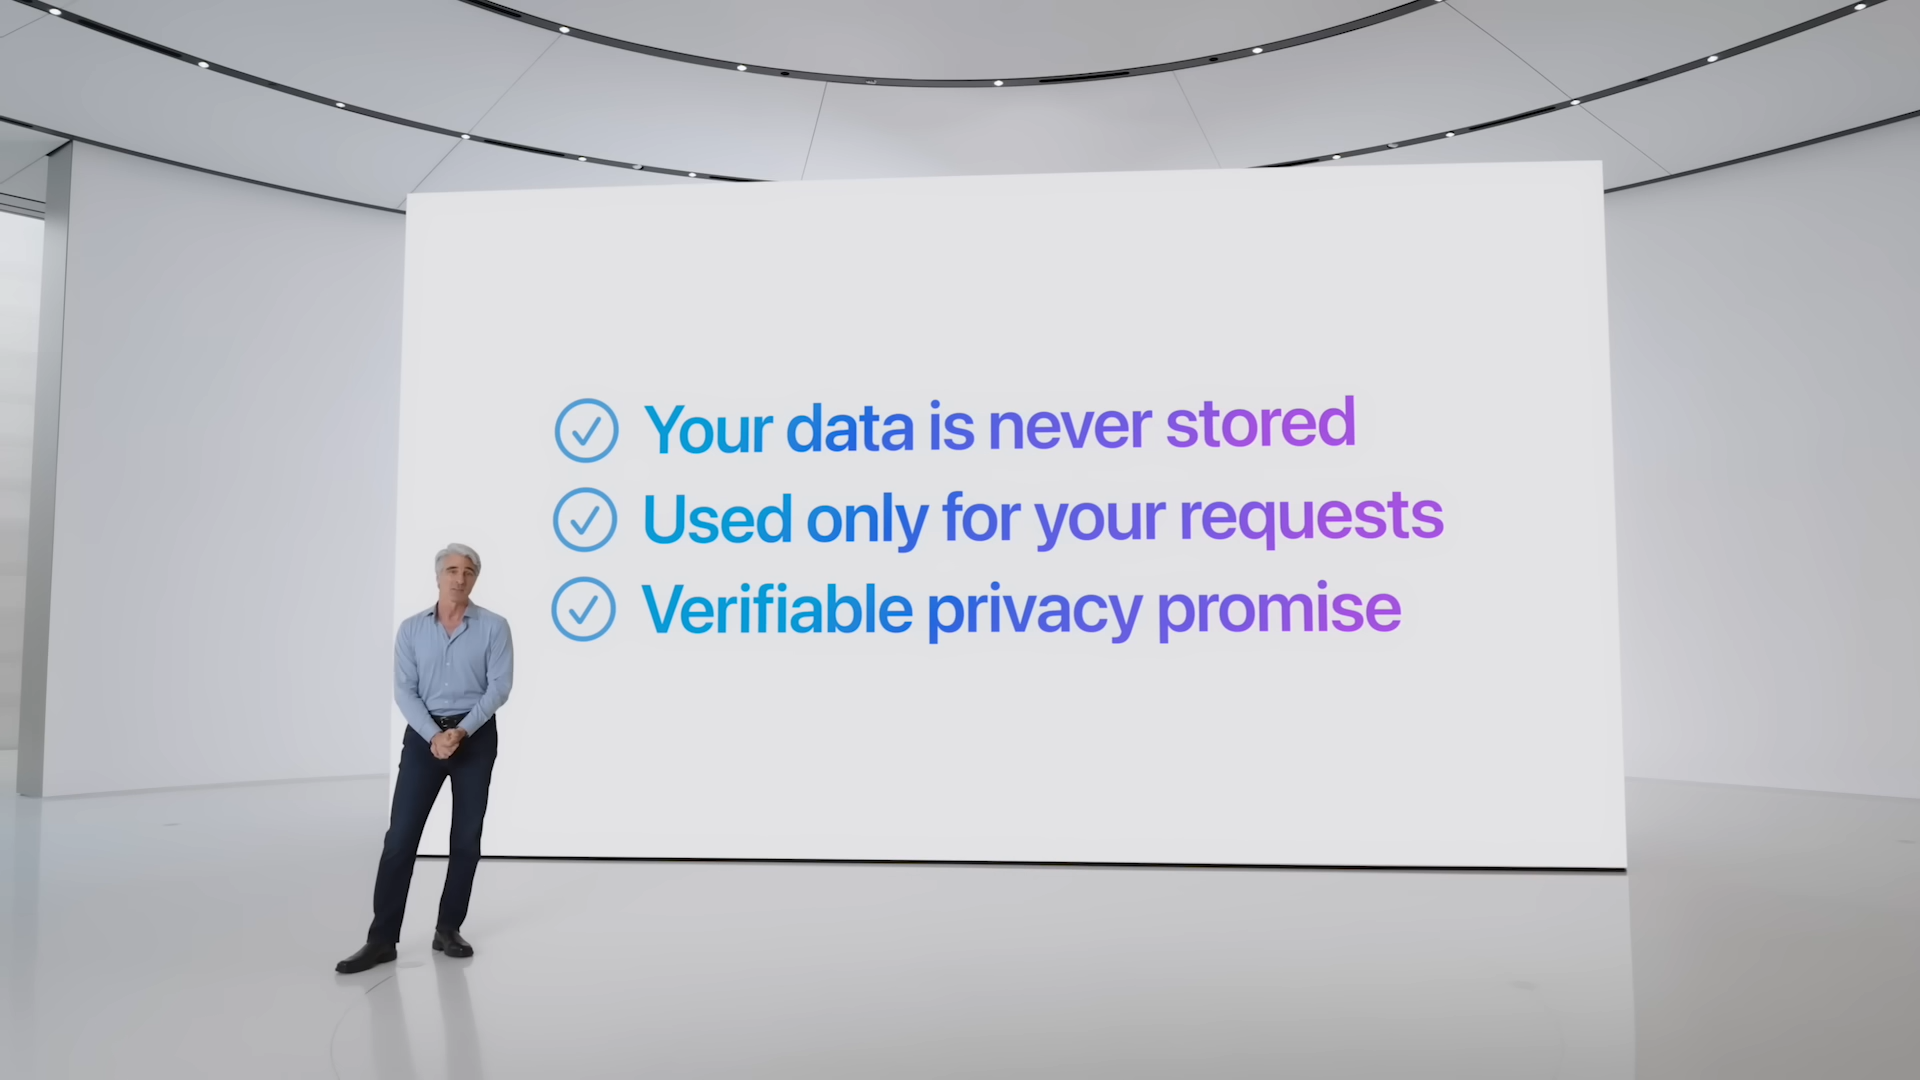 Your data is never stored
Used only for your requests
Verifiable privacy promise